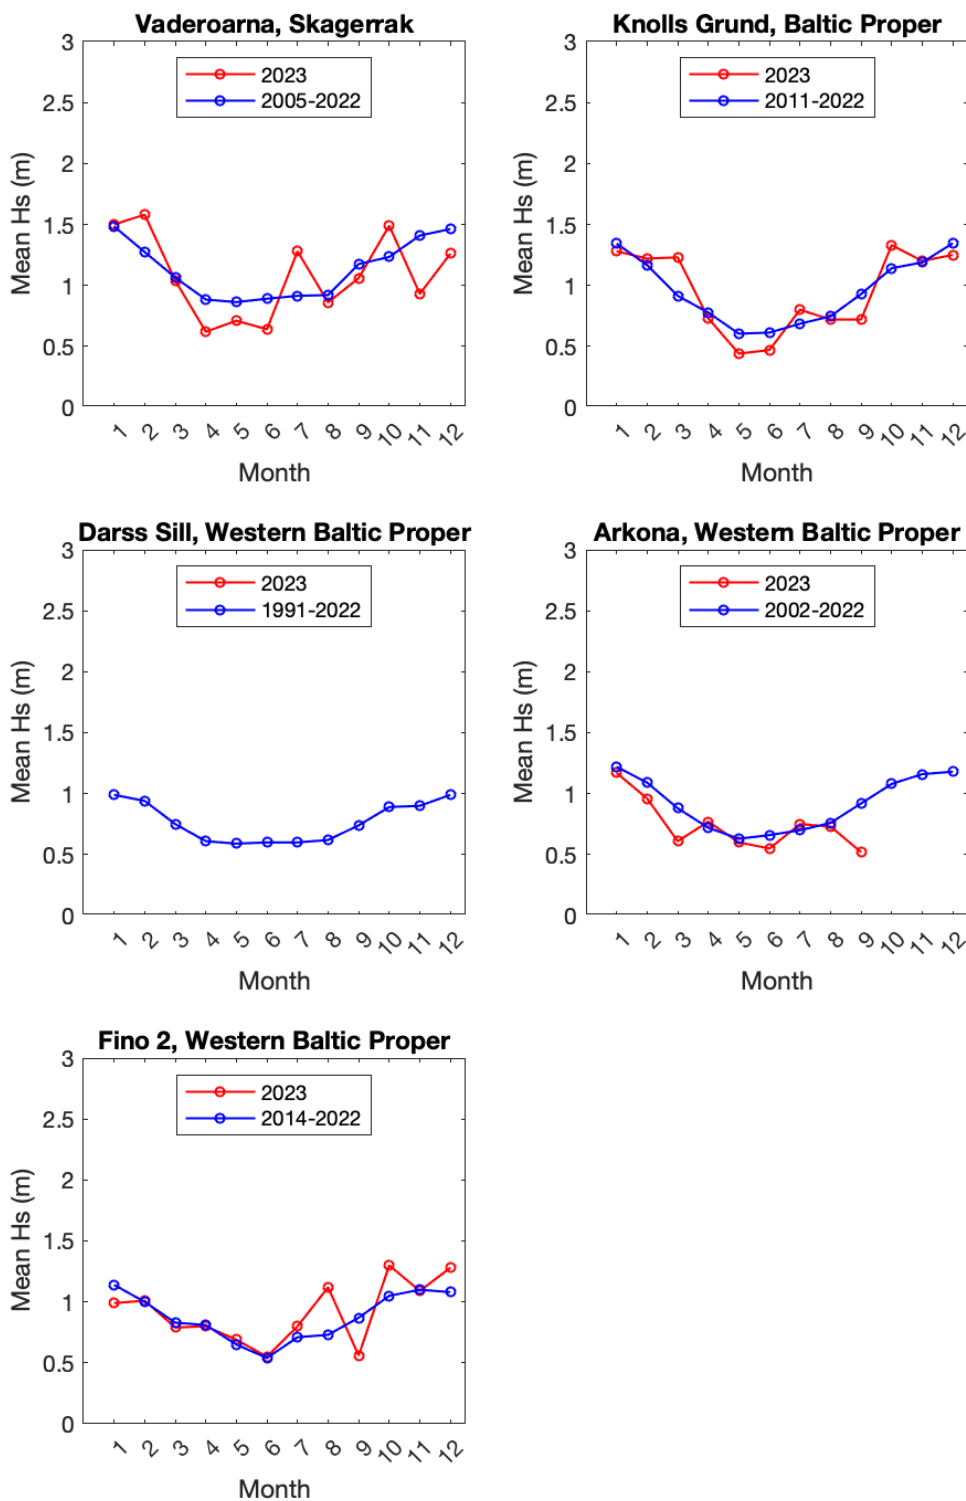 Vaderoarna, Skagerrak
3
2.5
2
1.5
1
0.5
0
Mean Hs (m)
2023
2005-2022
1 2 3 4 5 6 7 8 9 10 11 12
Month
Knolls Grund, Baltic Proper
3
2.5
2
1.5
1
0.5
0
Mean Hs (m)
2023
2011-2022
1 2 3 4 5 6 7 8 9 10 11 12
Month
Darss Sill, Western Baltic Proper
3
2.5
2
1.5
1
0.5
0
Mean Hs (m)
2023
1991-2022
1 2 3 4 5 6 7 8 9 10 11 12
Month
Arkona, Western Baltic Proper
3
2.5
2
1.5
1
0.5
0
Mean Hs (m)
2023
2002-2022
1 2 3 4 5 6 7 8 9 10 11 12
Month
Fino 2, Western Baltic Proper
3
2.5
2
1.5
1
0.5
0
Mean Hs (m)
2023
2014-2022
1 2 3 4 5 6 7 8 9 10 11 12
Month